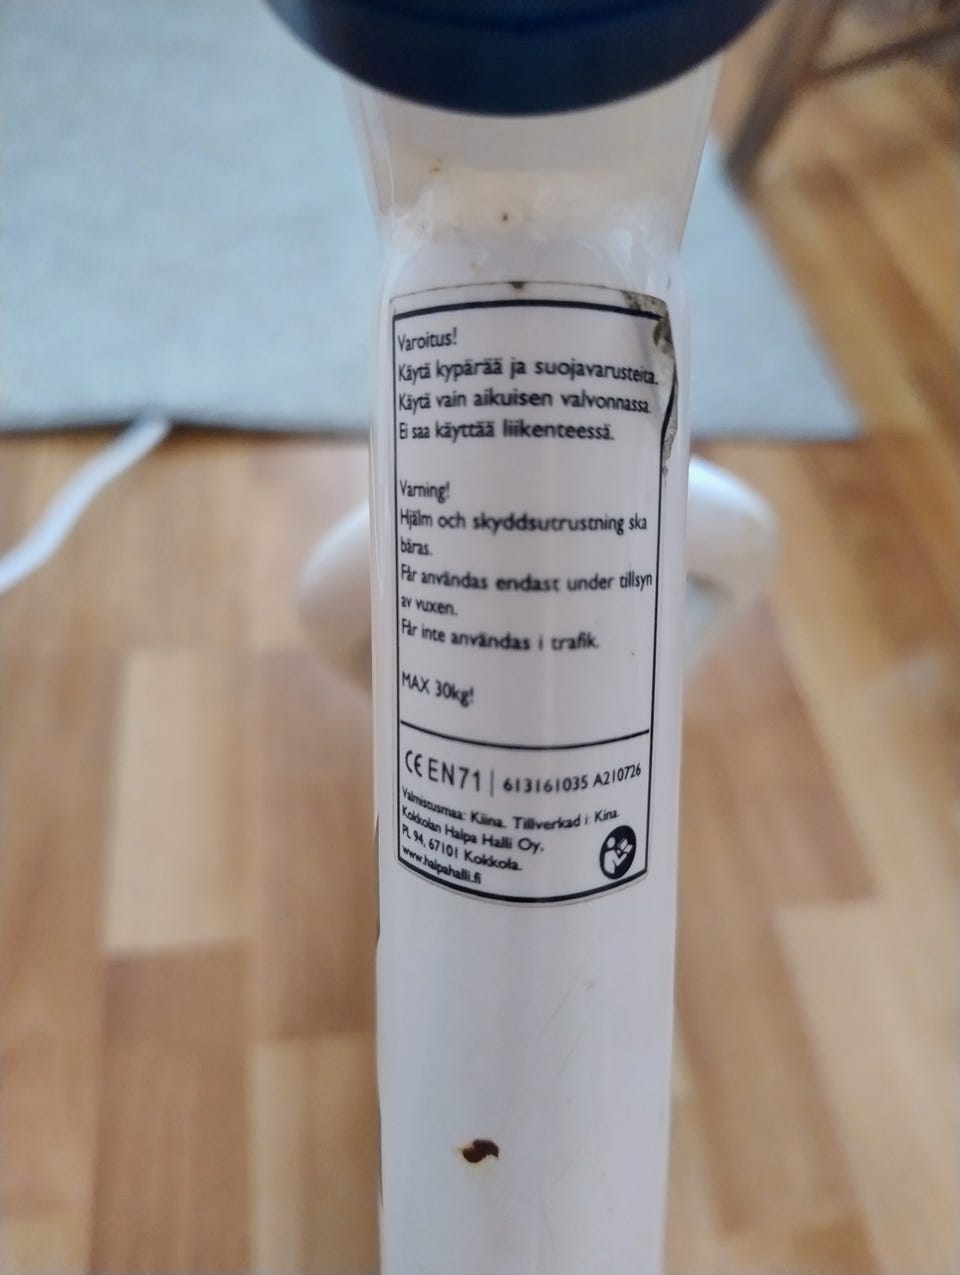 Varoitus!
Käytä kypärää ja suojavarusteita.
Käytä vain aikuisen valvonnassa.
Ei saa käyttää liikenteessä.
Varning!
Hjälm och skyddsutrustning ska
bäras.
Får användas endast under tillsyn
av vuxen.
Får inte användas i trafik.
MAX 30kg!
CE EN71 | 613161035 A210726
Valmistusmaa: Kiina. Tillverkad i: Kina.
Kokkolan Halpa Halli Oy,
PL 94, 67101 Kokkola.
www.halpahalli.fi